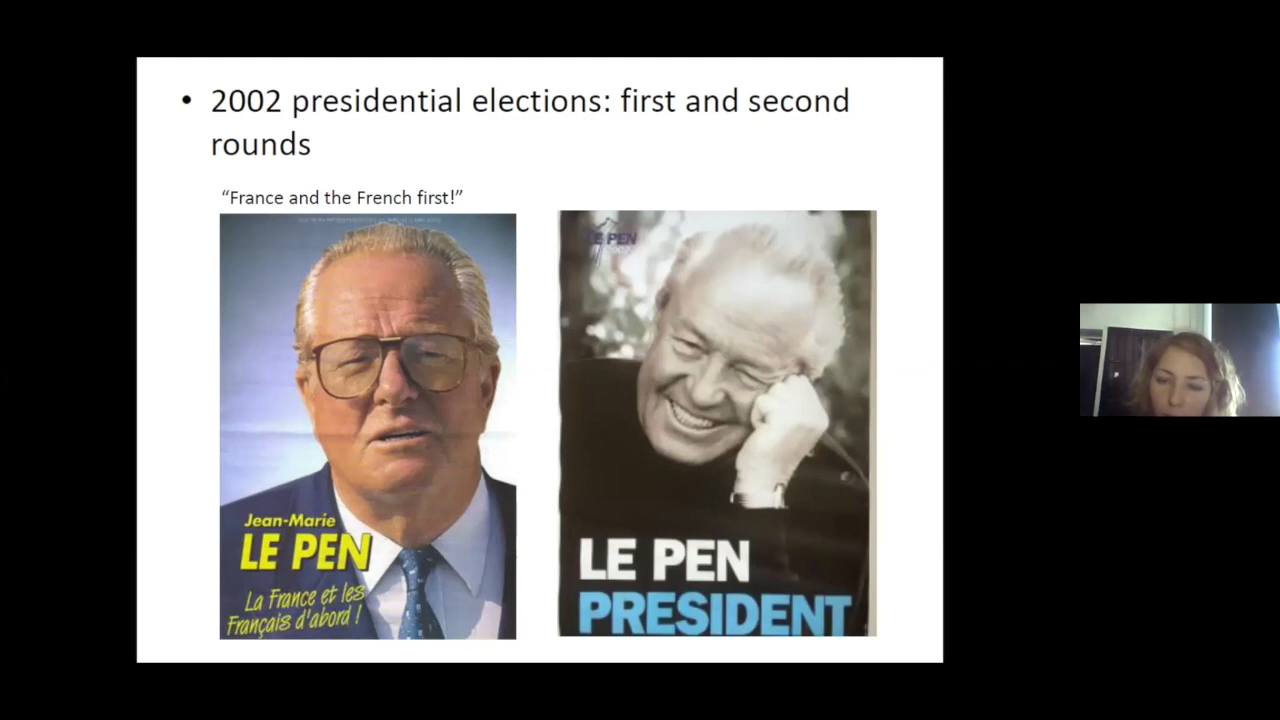 • 2002 presidential elections: first and second
rounds
“France and the French first!”
Jean-Marie
LE PEN
La France et les
Français d'abord !
LE PEN
LE PEN
PRESIDENT